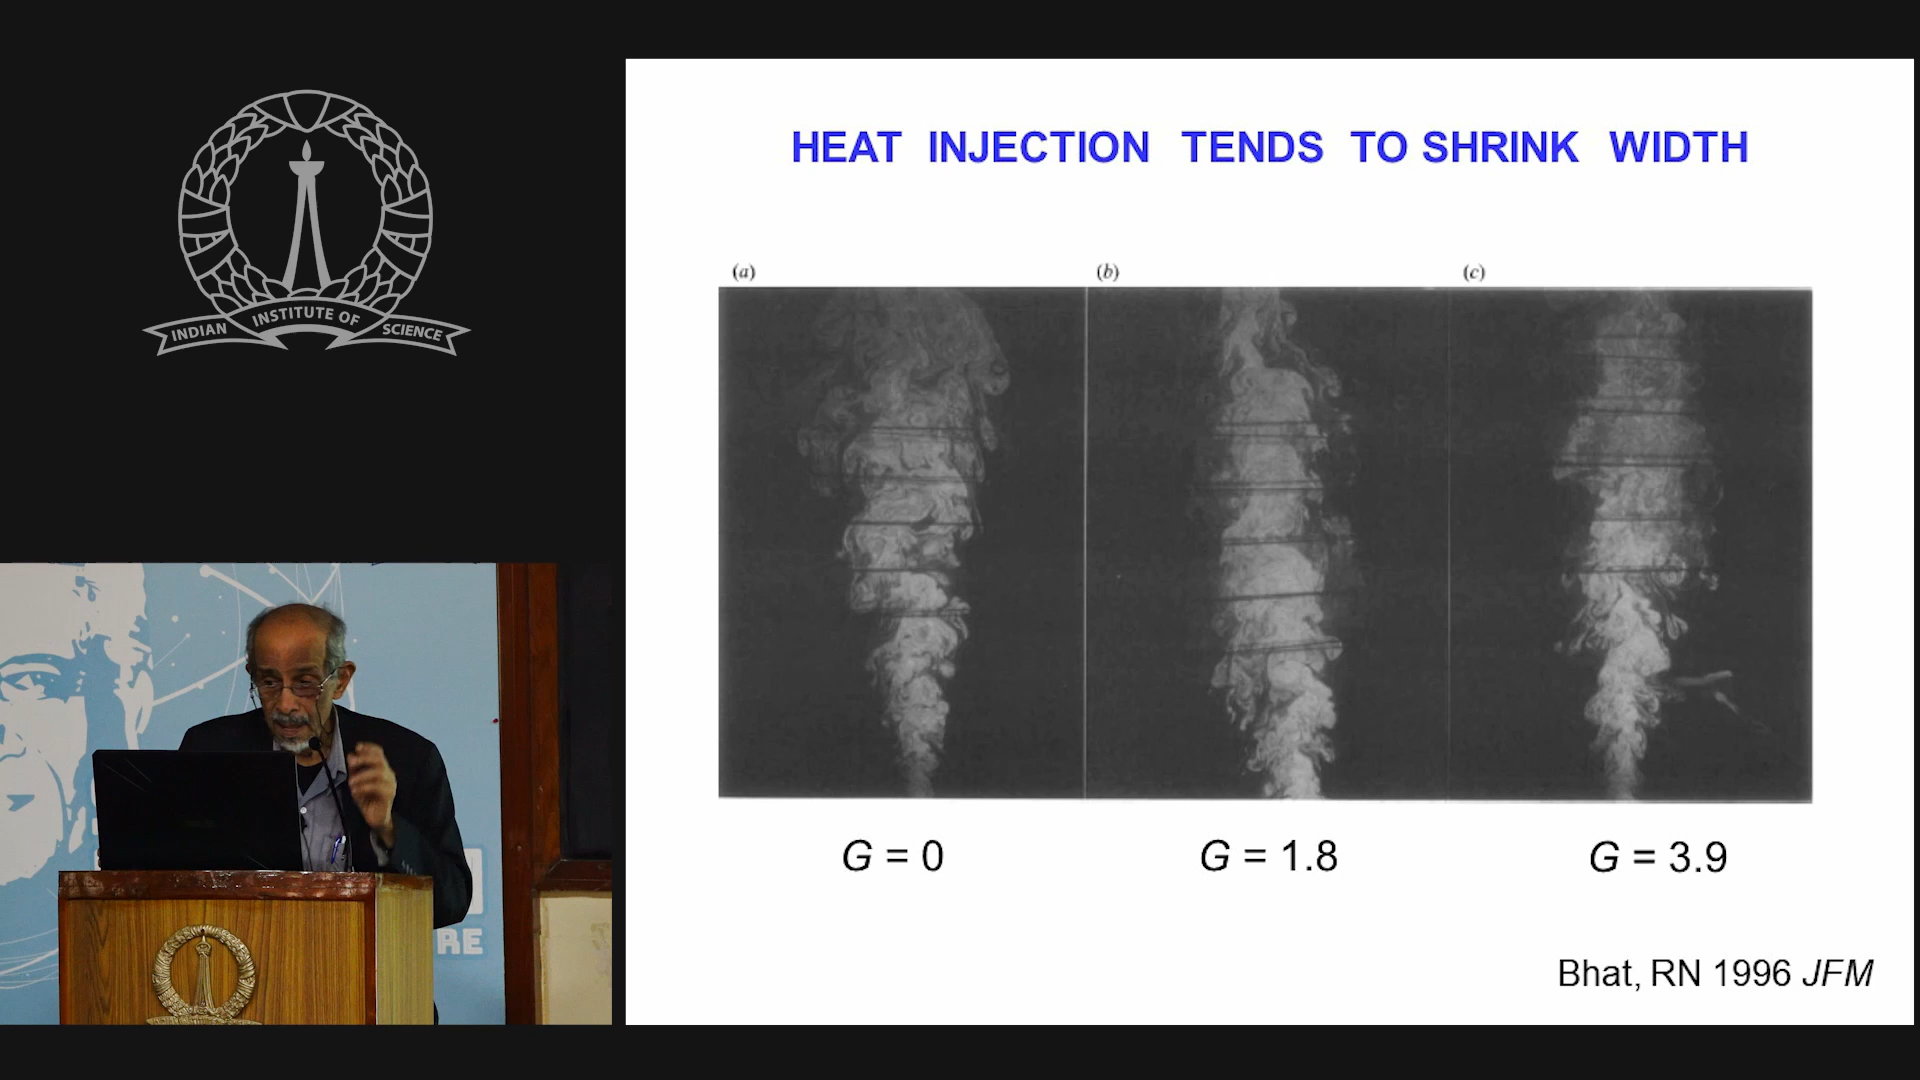 INDIAN INSTITUTE OF SCIENCE
HEAT INJECTION TENDS TO SHRINK WIDTH
(a) (b) (c)
G = 0 G = 1.8 G = 3.9
Bhat, RN 1996 JFM
RE